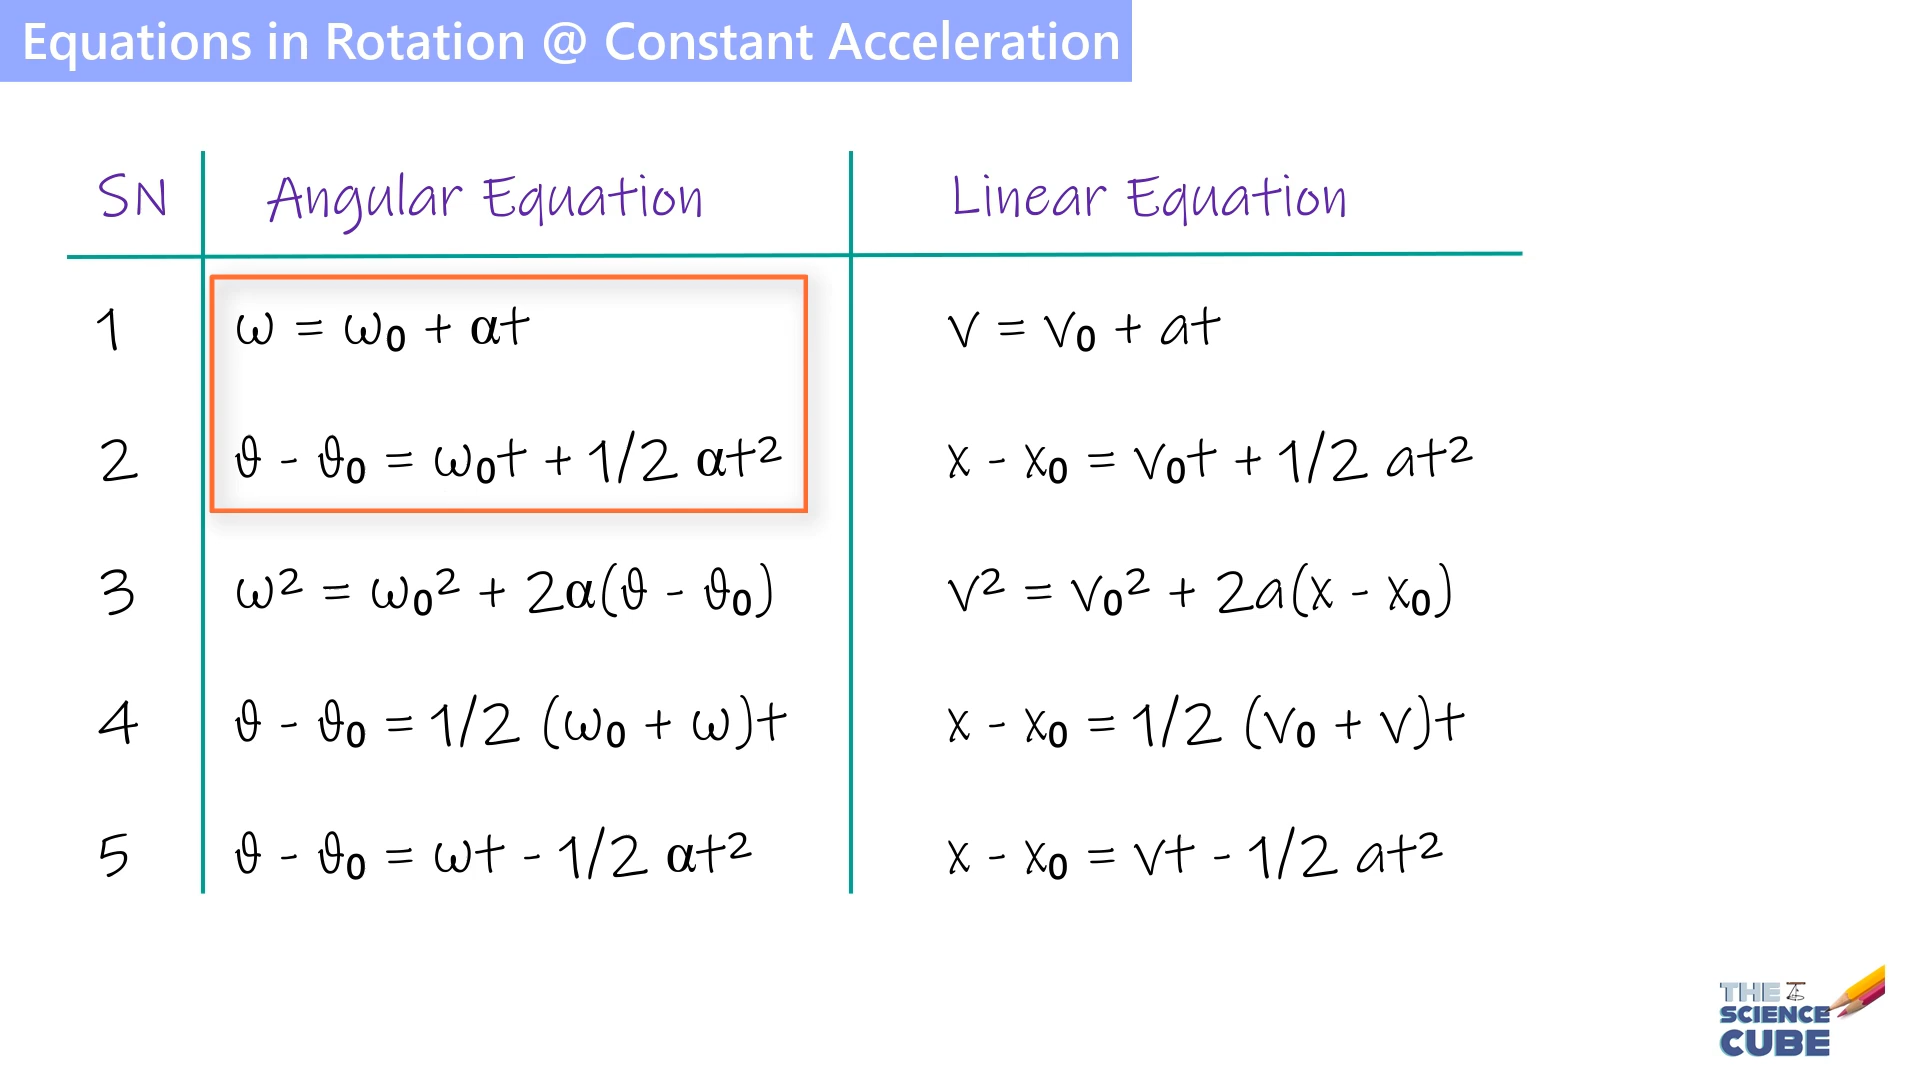 Equations in Rotation @ Constant Acceleration
SN Angular Equation Linear Equation
1 ω = ω₀ + αt v = v₀ + at
2 ϑ - ϑ₀ = ω₀t + 1/2 αt² x - x₀ = v₀t + 1/2 at²
3 ω² = ω₀² + 2α(ϑ - ϑ₀) v² = v₀² + 2a(x - x₀)
4 ϑ - ϑ₀ = 1/2 (ω₀ + ω)t x - x₀ = 1/2 (v₀ + v)t
5 ϑ - ϑ₀ = ωt - 1/2 αt² x - x₀ = vt - 1/2 at²
THE
SCIENCE
CUBE